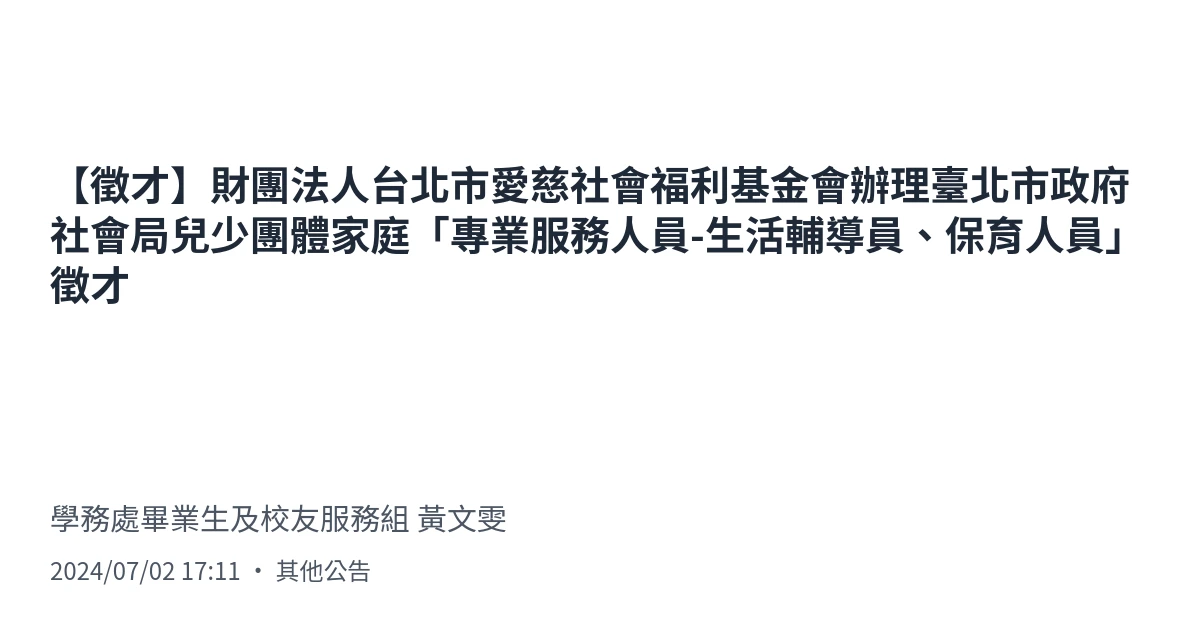 【徵才】財團法人台北市愛慈社會福利基金會辦理臺北市政府
社會局兒少團體家庭「專業服務人員-生活輔導員、保育人員」
徵才
學務處畢業生及校友服務組 黃文雯
2024/07/02 17:11 • 其他公告